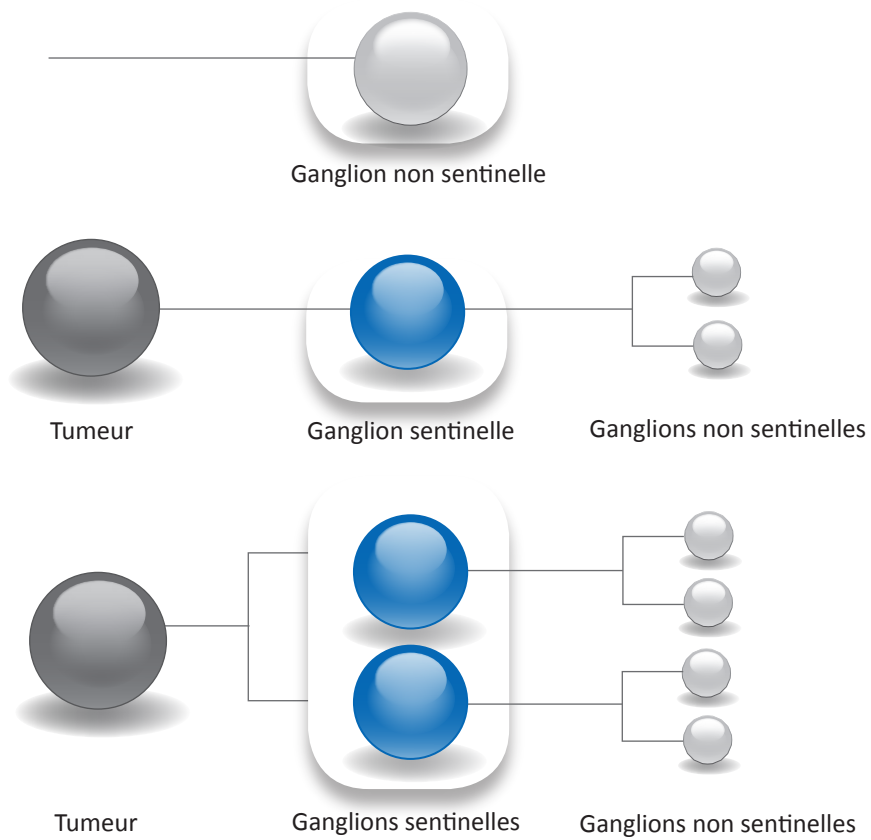 Ganglion non sentinelle
Tumeur
Ganglion sentinelle
Ganglions non sentinelles
Tumeur
Ganglions sentinelles
Ganglions non sentinelles